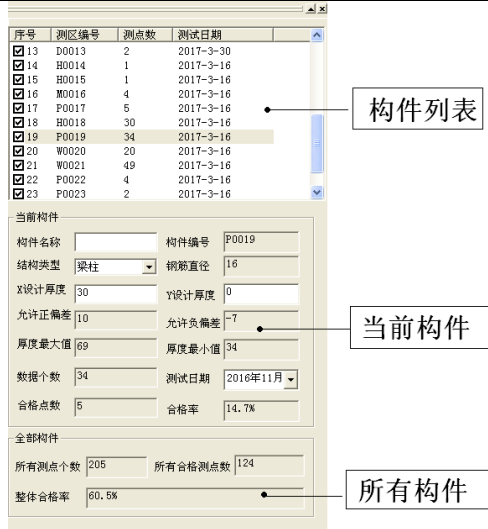 序号 测区编号 测点数 测试日期
13 D0013 2 2017-3-30
14 H0014 1 2017-3-16
15 H0015 1 2017-3-16
16 M0016 4 2017-3-16
17 P0017 5 2017-3-16
18 H0018 30 2017-3-16
19 P0019 34 2017-3-16
20 W0020 20 2017-3-16
21 W0021 49 2017-3-16
22 P0022 4 2017-3-16
23 P0023 2 2017-3-16
构件列表
当前构件
构件名称 构件编号 P0019
结构类型 梁柱 钢筋直径 16
X设计厚度 30 Y设计厚度 0
允许正偏差 10 允许负偏差 -7
当前构件
厚度最大值 69 厚度最小值 34
数据个数 34 测试日期 2016年11月
合格点数 5 合格率 14.7%
全部构件
所有测点个数 205 所有合格测点数 124
整体合格率 60.5%
所有构件